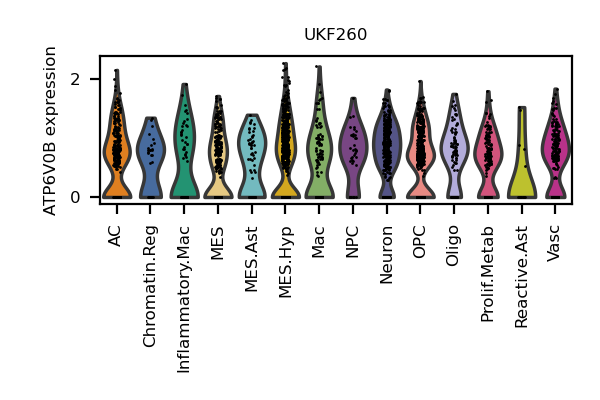 UKF260
ATP6V0B expression
2
0
AC
Chromatin.Reg
Inflammatory.Mac
MES
MES.Ast
MES.Hyp
Mac
NPC
Neuron
OPC
Oligo
Prolif.Metab
Reactive.Ast
Vasc